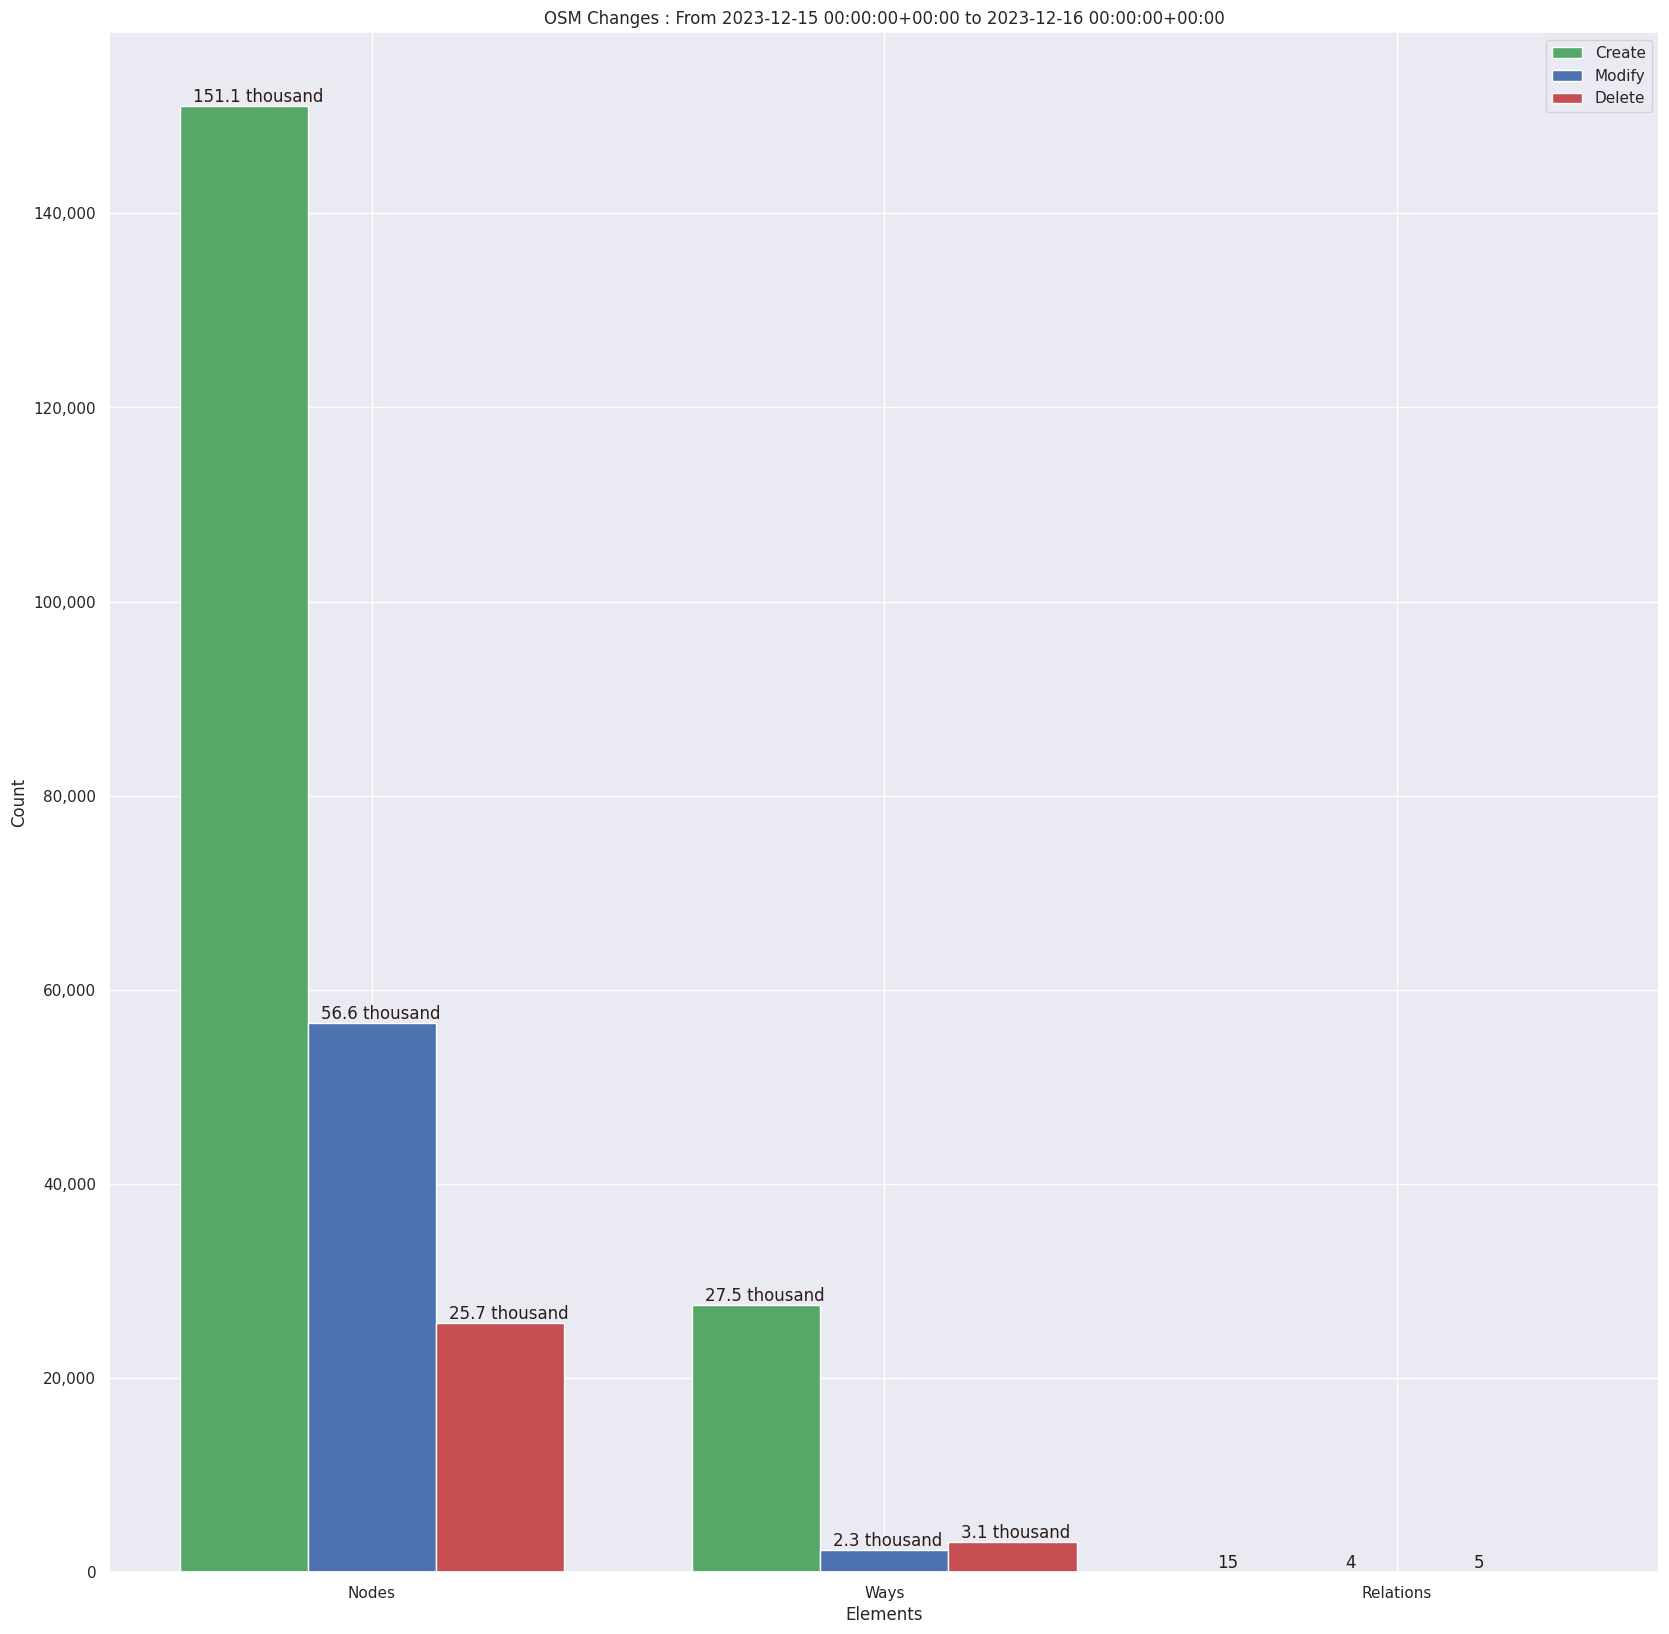 OSM Changes : From 2023-12-15 00:00:00+00:00 to 2023-12-16 00:00:00+00:00
Create
Modify
Delete
151.1 thousand
56.6 thousand
25.7 thousand
27.5 thousand
2.3 thousand
3.1 thousand
15
4
5
140,000
120,000
100,000
80,000
60,000
40,000
20,000
0
Count
Nodes
Ways
Relations
Elements